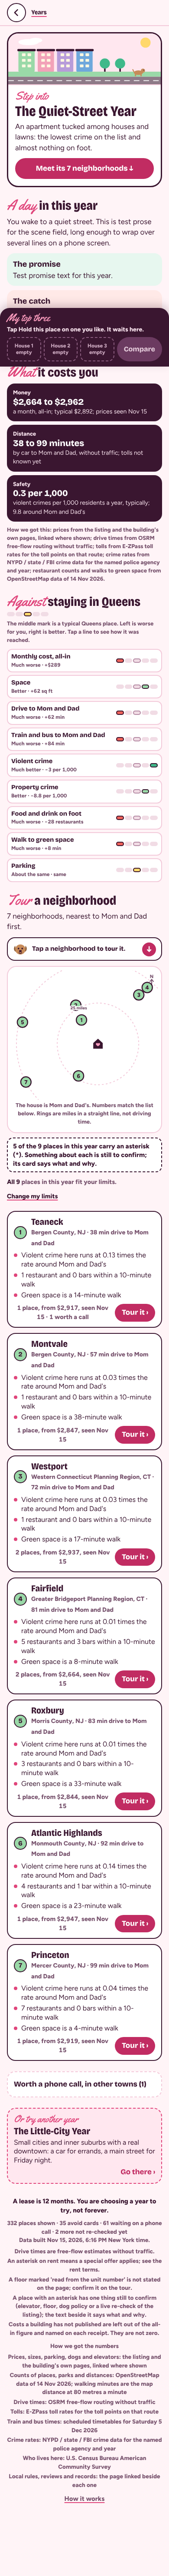 Years
Step into
The Quiet-Street Year
An apartment tucked among houses and
lawns: the lowest crime on the list and
almost nothing on foot.
Meet its 7 neighborhoods ↓
A day in this year
You wake to a quiet street. This is test prose
for the scene field, long enough to wrap over
several lines on a phone screen.
The promise
Test promise text for this year.
The catch
My top three
Tap Hold this place on one you like. It waits here.
House 1
empty
House 2
empty
House 3
empty
Compare
What it costs you
Money
$2,664 to $2,962
a month, all-in; typical $2,892; prices seen Nov 15
Distance
38 to 99 minutes
by car to Mom and Dad, without traffic; tolls not
known yet
Safety
0.3 per 1,000
violent crimes per 1,000 residents a year, typically;
9.8 around Mom and Dad's
How we got this: prices from the listing and the building's
own pages, linked where shown; drive times from OSRM
free-flow routing without traffic; tolls from E-ZPass toll
rates for the toll points on that route; crime rates from
NYPD / state / FBI crime data for the named police agency
and year; restaurant counts and walks to green space from
OpenStreetMap data of 14 Nov 2026.
Against staying in Queens
The middle mark is a typical Queens place. Left is worse
for you, right is better. Tap a line to see how it was
reached.
Monthly cost, all-in
Much worse · +$289
Space
Better · +62 sq ft
Drive to Mom and Dad
Much worse · +62 min
Train and bus to Mom and Dad
Much worse · +84 min
Violent crime
Much better · −3 per 1,000
Property crime
Better · −8.8 per 1,000
Food and drink on foot
Much worse · −28 restaurants
Walk to green space
Much worse · +8 min
Parking
About the same · same
Tour a neighborhood
7 neighborhoods, nearest to Mom and Dad
first.
Tap a neighborhood to tour it.
N
4
3
25 miles
1
5
6
7
The house is Mom and Dad's. Numbers match the list
below. Rings are miles in a straight line, not driving
time.
5 of the 9 places in this year carry an asterisk
(*). Something about each is still to confirm;
its card says what and why.
All 9 places in this year fit your limits.
Change my limits
1
Teaneck
Bergen County, NJ · 38 min drive to Mom
and Dad
Violent crime here runs at 0.13 times the
rate around Mom and Dad's
1 restaurant and 0 bars within a 10-minute
walk
Green space is a 14-minute walk
1 place, from $2,917, seen Nov
15 · 1 worth a call
Tour it ›
2
Montvale
Bergen County, NJ · 57 min drive to Mom
and Dad
Violent crime here runs at 0.03 times the
rate around Mom and Dad's
1 restaurant and 0 bars within a 10-minute
walk
Green space is a 38-minute walk
1 place, from $2,847, seen Nov
15
Tour it ›
3
Westport
Western Connecticut Planning Region, CT ·
72 min drive to Mom and Dad
Violent crime here runs at 0.03 times the
rate around Mom and Dad's
1 restaurant and 0 bars within a 10-minute
walk
Green space is a 17-minute walk
2 places, from $2,937, seen Nov
15
Tour it ›
4
Fairfield
Greater Bridgeport Planning Region, CT ·
81 min drive to Mom and Dad
Violent crime here runs at 0.01 times the
rate around Mom and Dad's
5 restaurants and 3 bars within a 10-minute
walk
Green space is a 8-minute walk
2 places, from $2,664, seen Nov
15
Tour it ›
5
Roxbury
Morris County, NJ · 83 min drive to Mom
and Dad
Violent crime here runs at 0.01 times the
rate around Mom and Dad's
3 restaurants and 0 bars in a 10-
minute walk
Green space is a 33-minute walk
1 place, from $2,844, seen Nov
15
Tour it ›
6
Atlantic Highlands
Monmouth County, NJ · 92 min drive to
Mom and Dad
Violent crime here runs at 0.14 times the
rate around Mom and Dad's
4 restaurants and 1 bar within a 10-minute
walk
Green space is a 23-minute walk
1 place, from $2,947, seen Nov
15
Tour it ›
7
Princeton
Mercer County, NJ · 99 min drive to Mom
and Dad
Violent crime here runs at 0.04 times the
rate around Mom and Dad's
7 restaurants and 0 bars within a 10-
minute walk
Green space is a 4-minute walk
1 place, from $2,919, seen Nov
15
Tour it ›
Worth a phone call, in other towns (1)
Or try another year
The Little-City Year
Small cities and inner suburbs with a real
downtown: a car for errands, a main street for
Friday night.
Go there ›
A lease is 12 months. You are choosing a year to
try, not forever.
332 places shown · 35 avoid cards · 61 waiting on a phone
call · 2 more not re-checked yet
Data built Nov 15, 2026, 6:16 PM New York time.
Drive times are free-flow estimates without traffic.
An asterisk on rent means a special offer applies; see the
rent terms.
A floor marked 'read from the unit number' is not stated
on the page; confirm it on the tour.
A place with an asterisk has one thing still to confirm
(elevator, floor, dog policy or a live re-check of the
listing); the text beside it says what and why.
Costs a building has not published are left out of the all-
in figure and named on each receipt. They are not zero.
How we got the numbers
Prices, sizes, parking, dogs and elevators: the listing and
the building's own pages, linked where shown
Counts of places, parks and distances: OpenStreetMap
data of 14 Nov 2026; walking minutes are the map
distance at 80 metres a minute
Drive times: OSRM free-flow routing without traffic
Tolls: E-ZPass toll rates for the toll points on that route
Train and bus times: scheduled timetables for Saturday 5
Dec 2026
Crime rates: NYPD / state / FBI crime data for the named
police agency and year
Who lives here: U.S. Census Bureau American
Community Survey
Local rules, reviews and records: the page linked beside
each one
How it works